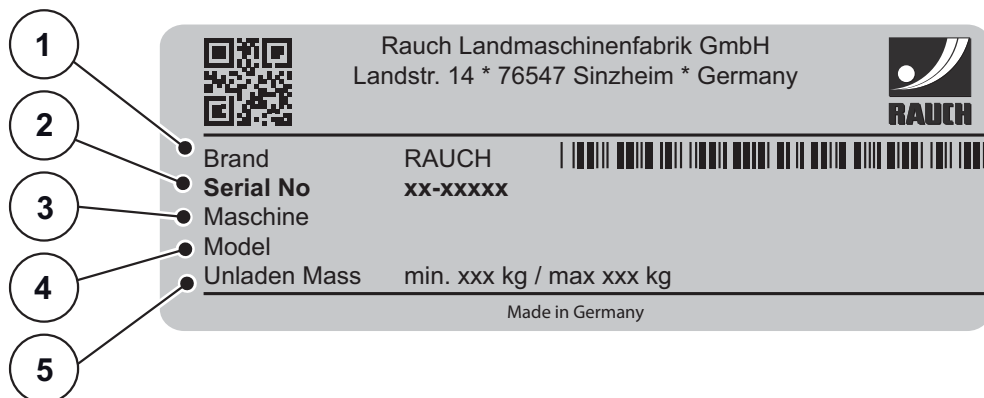 Rauch Landmaschinenfabrik GmbH
Landstr. 14 * 76547 Sinzheim * Germany
RAUCH
1
2
3
4
5
Brand RAUCH
Serial No xx-xxxxx
Maschine
Model
Unladen Mass min. xxx kg / max xxx kg
Made in Germany